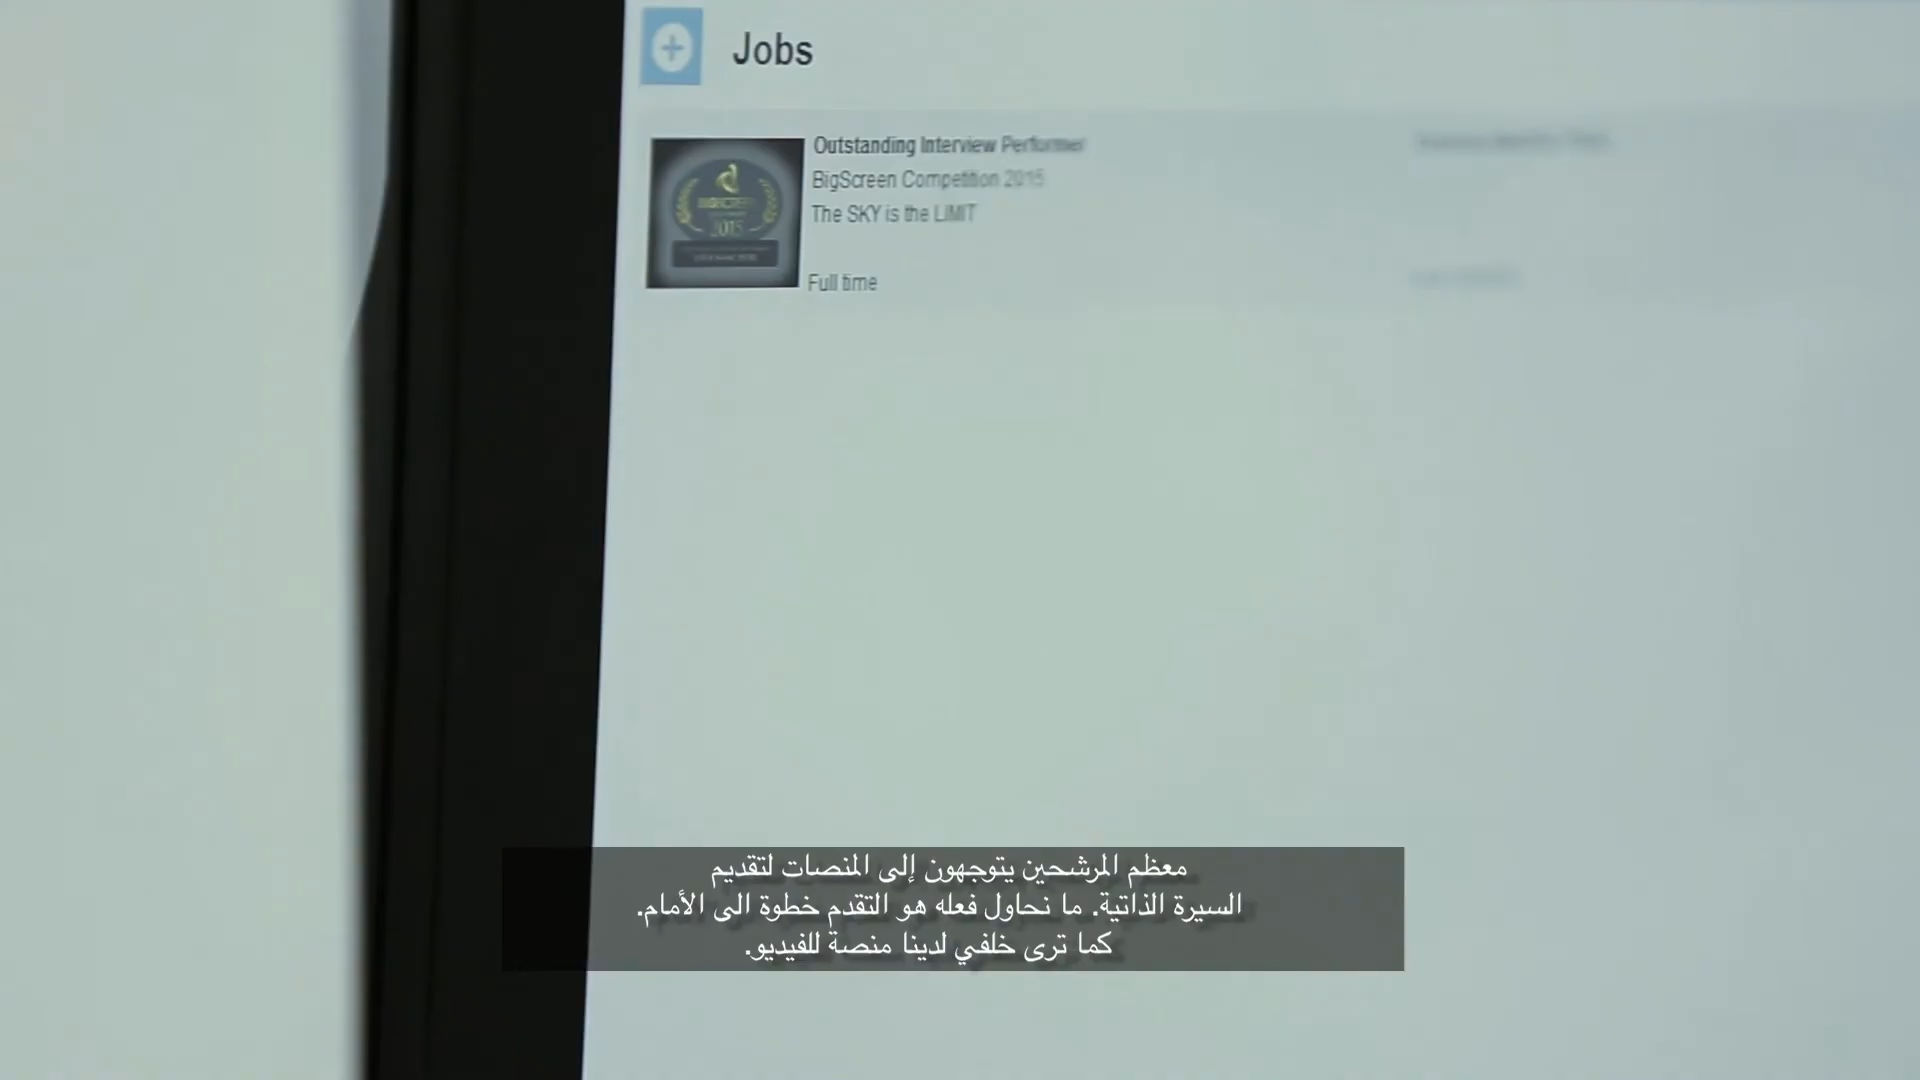 Jobs
Outstanding Interview Performer
BigScreen Competition 2015
The SKY is the LIMIT
Full time
2015
معظم المرشحين يتوجهون إلى المنصات لتقديم
السيرة الذاتية. ما نحاول فعله هو التقدم خطوة الى الأمام.
كما ترى خلفي لدينا منصة للفيديو.